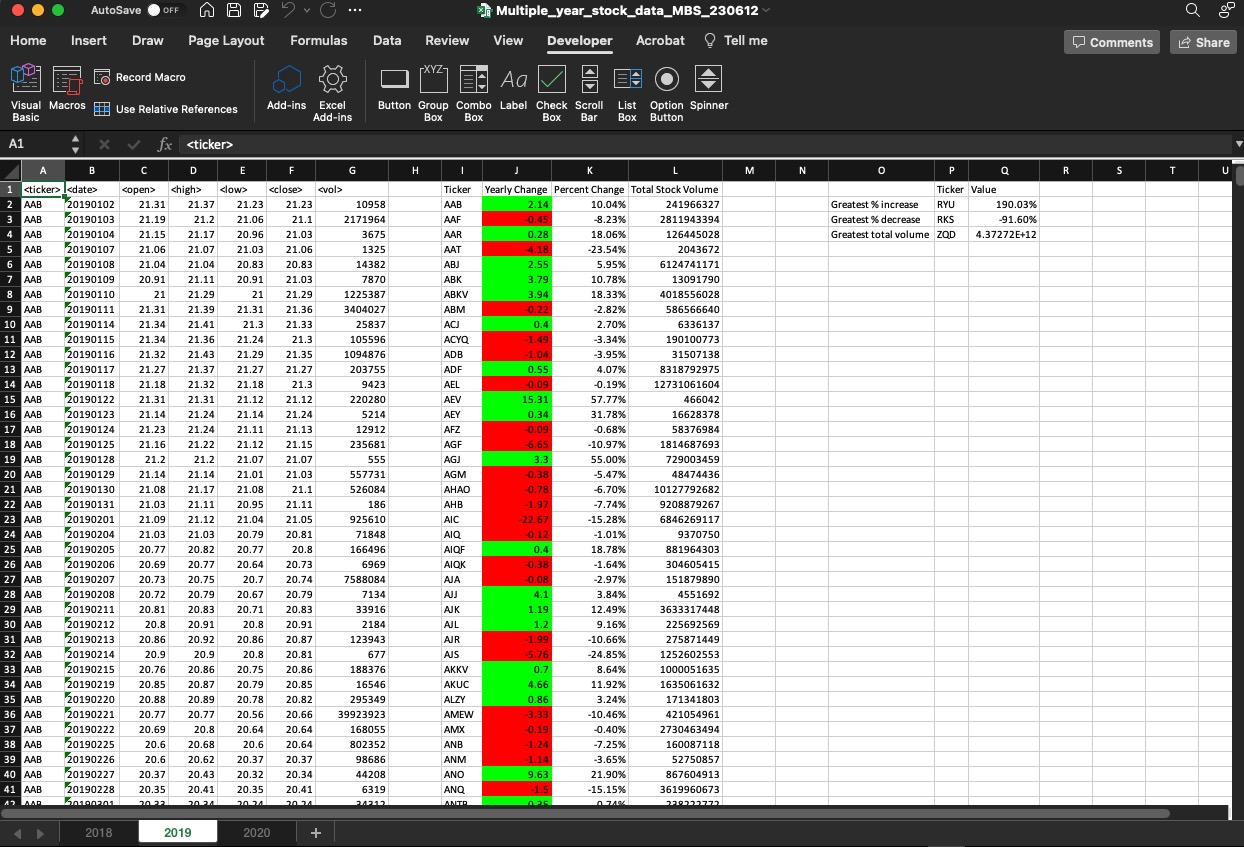 AutoSave OFF Multiple_year_stock_data_MBS_230612
Home Insert Draw Page Layout Formulas Data Review View Developer Acrobat Tell me Comments Share
Visual Basic Macros Record Macro Use Relative References Add-ins Excel Add-ins Button Group Box Combo Box Label Check Box Scroll Bar List Box Option Button Spinner
XYZ Aa
A1 fx <ticker>
A B C D E F G H I J K L M N O P Q R S T U
1 <ticker> <date> <open> <high> <low> <close> <vol> Ticker Yearly Change Percent Change Total Stock Volume Ticker Value
2 AAB 20190102 21.31 21.37 21.23 21.23 10958 AAB 2.14 10.04% 241966327 Greatest % increase RYU 190.03%
3 AAB 20190103 21.19 21.2 21.06 21.1 2171964 AAF -0.45 -8.23% 2811943394 Greatest % decrease RKS -91.60%
4 AAB 20190104 21.15 21.17 20.96 21.03 3675 AAR 0.28 18.06% 126445028 Greatest total volume ZQD 4.37272E+12
5 AAB 20190107 21.06 21.07 21.03 21.06 1325 AAT -4.18 -23.54% 2043672
6 AAB 20190108 21.04 21.04 20.83 20.83 14382 ABJ 2.55 5.95% 6124741171
7 AAB 20190109 20.91 21.11 20.91 21.03 7870 ABK 3.79 10.78% 13091790
8 AAB 20190110 21 21.29 21 21.29 1225387 ABKV 3.94 18.33% 4018556028
9 AAB 20190111 21.31 21.39 21.31 21.36 3404027 ABM -0.22 -2.82% 586566640
10 AAB 20190114 21.34 21.41 21.3 21.33 25837 ACJ 0.4 2.70% 6336137
11 AAB 20190115 21.34 21.36 21.24 21.3 105596 ACYQ -1.49 -3.34% 190100773
12 AAB 20190116 21.32 21.43 21.29 21.35 1094876 ADB -1.04 -3.95% 31507138
13 AAB 20190117 21.27 21.37 21.27 21.27 203755 ADF 0.55 4.07% 8318792975
14 AAB 20190118 21.18 21.32 21.18 21.3 9423 AEL -0.09 -0.19% 12731061604
15 AAB 20190122 21.31 21.31 21.12 21.12 220280 AEV 15.31 57.77% 466042
16 AAB 20190123 21.14 21.24 21.14 21.24 5214 AEY 0.34 31.78% 16628378
17 AAB 20190124 21.23 21.24 21.11 21.13 12912 AFZ -0.09 -0.68% 58376984
18 AAB 20190125 21.16 21.22 21.12 21.15 235681 AGF -6.65 -10.97% 1814687693
19 AAB 20190128 21.2 21.2 21.07 21.07 555 AGJ 3.3 55.00% 729003459
20 AAB 20190129 21.14 21.14 21.01 21.03 557731 AGM -0.38 -5.47% 48474436
21 AAB 20190130 21.08 21.17 21.08 21.1 526084 AHAO -0.78 -6.70% 10127792682
22 AAB 20190131 21.03 21.11 20.95 21.11 186 AHB -1.97 -7.74% 9208879267
23 AAB 20190201 21.09 21.12 21.04 21.05 925610 AIC -22.67 -15.28% 6846269117
24 AAB 20190204 21.03 21.03 20.79 20.81 71848 AIQ -0.12 -1.01% 9370750
25 AAB 20190205 20.77 20.82 20.77 20.8 166496 AIQF 0.4 18.78% 881964303
26 AAB 20190206 20.69 20.77 20.64 20.73 6969 AIQK -0.38 -1.64% 304605415
27 AAB 20190207 20.73 20.75 20.7 20.74 7588084 AJA -0.08 -2.97% 151879890
28 AAB 20190208 20.72 20.79 20.67 20.79 7134 AJJ 4.1 3.84% 4551692
29 AAB 20190211 20.81 20.83 20.71 20.83 33916 AJK 1.19 12.49% 3633317448
30 AAB 20190212 20.8 20.91 20.8 20.91 2184 AJL 1.2 9.16% 225692569
31 AAB 20190213 20.86 20.92 20.86 20.87 123943 AJR -1.99 -10.66% 275871449
32 AAB 20190214 20.9 20.9 20.8 20.81 677 AJS -5.76 -24.85% 1252602553
33 AAB 20190215 20.76 20.86 20.75 20.86 188376 AKKV 0.7 8.64% 1000051635
34 AAB 20190219 20.85 20.87 20.79 20.85 16546 AKUC 4.66 11.92% 1635061632
35 AAB 20190220 20.88 20.89 20.78 20.82 295349 ALZY 0.86 3.24% 171341803
36 AAB 20190221 20.77 20.77 20.56 20.66 39923923 AMEW -3.33 -10.46% 421054961
37 AAB 20190222 20.69 20.8 20.64 20.64 168055 AMX -0.19 -0.40% 2730463494
38 AAB 20190225 20.6 20.68 20.6 20.64 802352 ANB -1.24 -7.25% 160087118
39 AAB 20190226 20.6 20.62 20.37 20.37 98686 ANM -1.14 -3.65% 52750857
40 AAB 20190227 20.37 20.43 20.32 20.34 44208 ANO 9.63 21.90% 867604913
41 AAB 20190228 20.35 20.41 20.35 20.41 6319 ANQ -1.5 -15.15% 3619960673
42 AAB 20190301 20.33 20.34 20.24 20.24 34312 ANTR 0.35 0.74%
2018 2019 2020 +